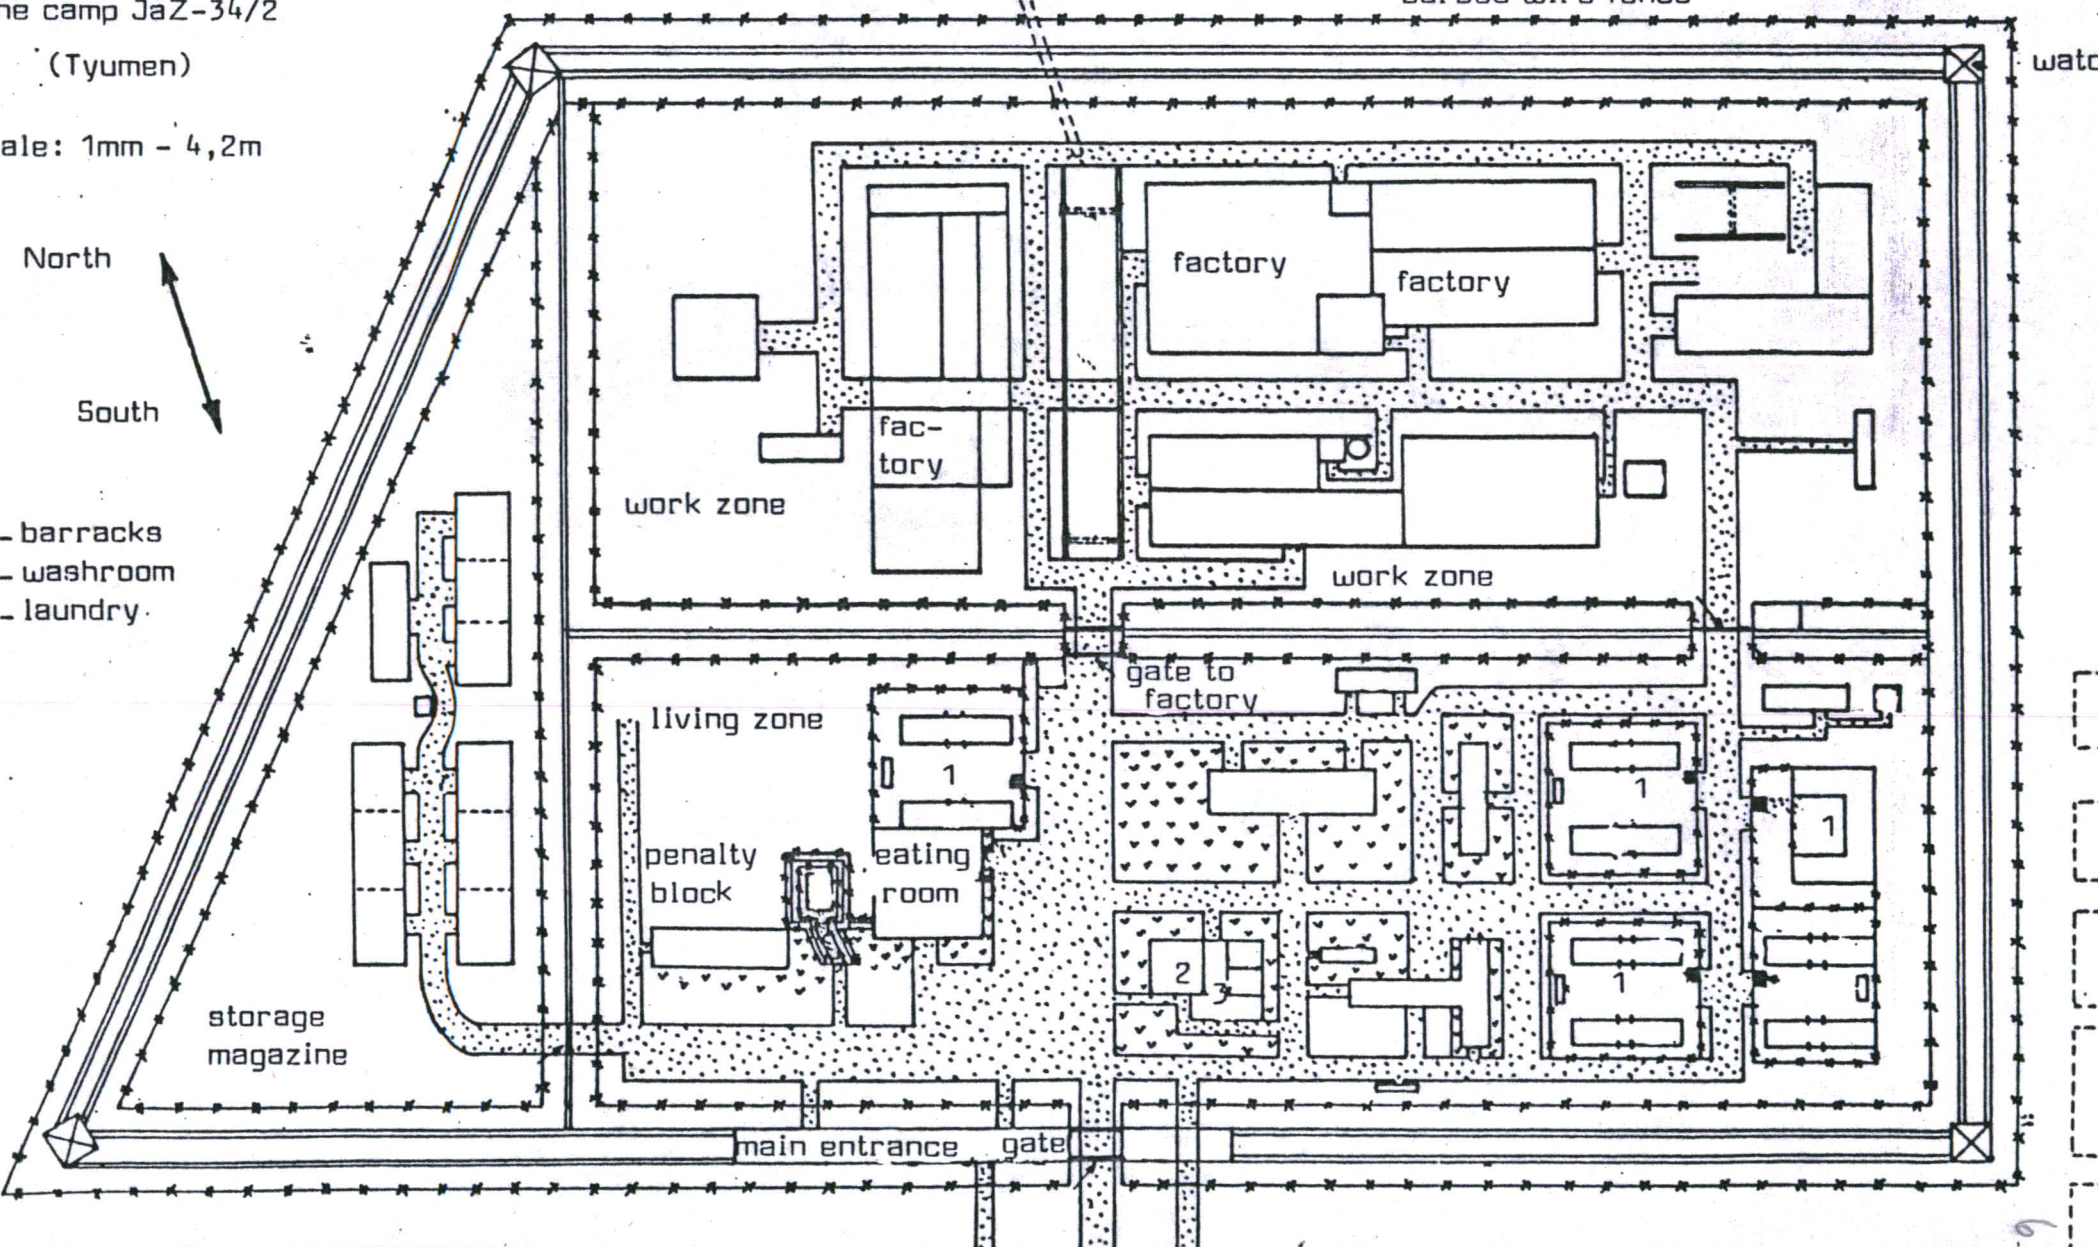 ne camp JaZ-34/2
(Tyumen)
ale: 1mm - 4,2m
North
South
- barracks
- washroom
- laundry
watc
factory
factory
fac-
tory
work zone
work zone
gate to
factory
living zone
1
1
1
penalty
block
eating
room
2
3
1
storage
magazine
main entrance gate